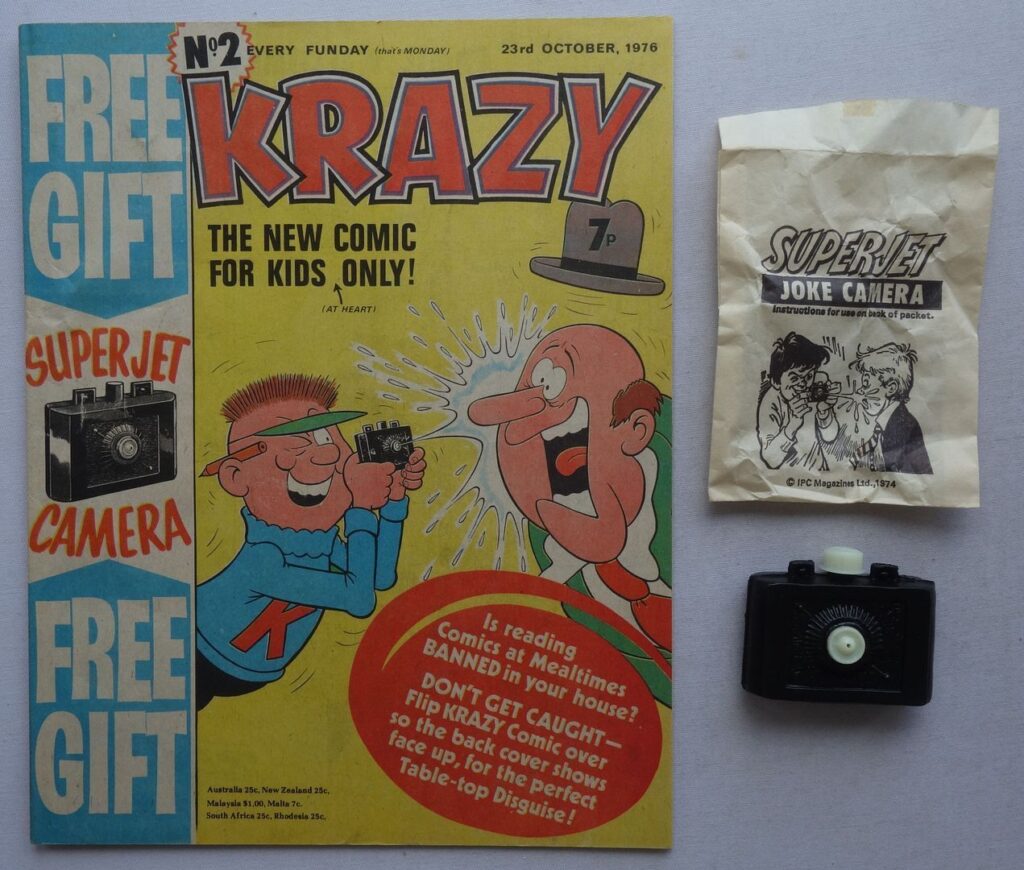 FREE
GIFT
SUPERJET
CAMERA
FREE
GIFT
Nº2
EVERY FUNDAY (that's MONDAY)
23rd OCTOBER, 1976
KRAZY
7p
THE NEW COMIC
FOR KIDS ONLY!
(AT HEART)
K
Is reading
Comics at Mealtimes
BANNED in your house?
DON'T GET CAUGHT—
Flip KRAZY Comic over
so the back cover shows
face up, for the perfect
Table-top Disguise!
Australia 25c, New Zealand 25c,
Malaysia $1.00, Malta 7c.
South Africa 25c, Rhodesia 25c,
SUPERJET
JOKE CAMERA
Instructions for use on back of packet.
© IPC Magazines Ltd., 1974